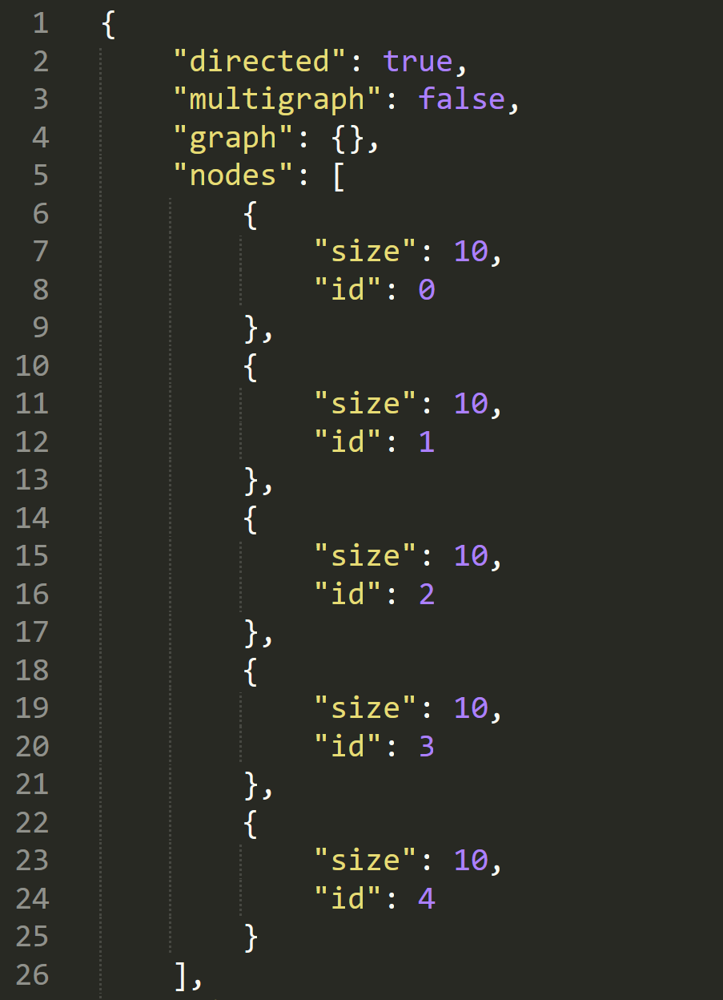 1 {
2 "directed": true,
3 "multigraph": false,
4 "graph": {},
5 "nodes": [
6 {
7 "size": 10,
8 "id": 0
9 },
10 {
11 "size": 10,
12 "id": 1
13 },
14 {
15 "size": 10,
16 "id": 2
17 },
18 {
19 "size": 10,
20 "id": 3
21 },
22 {
23 "size": 10,
24 "id": 4
25 }
26 ],